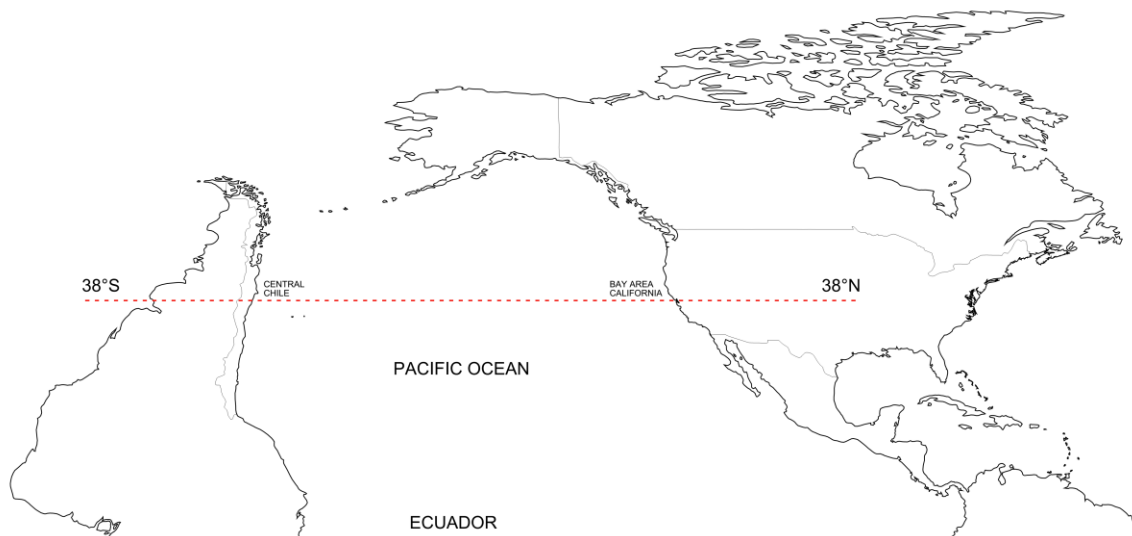 38°S
CENTRAL
CHILE
BAY AREA
CALIFORNIA
38°N
PACIFIC OCEAN
ECUADOR